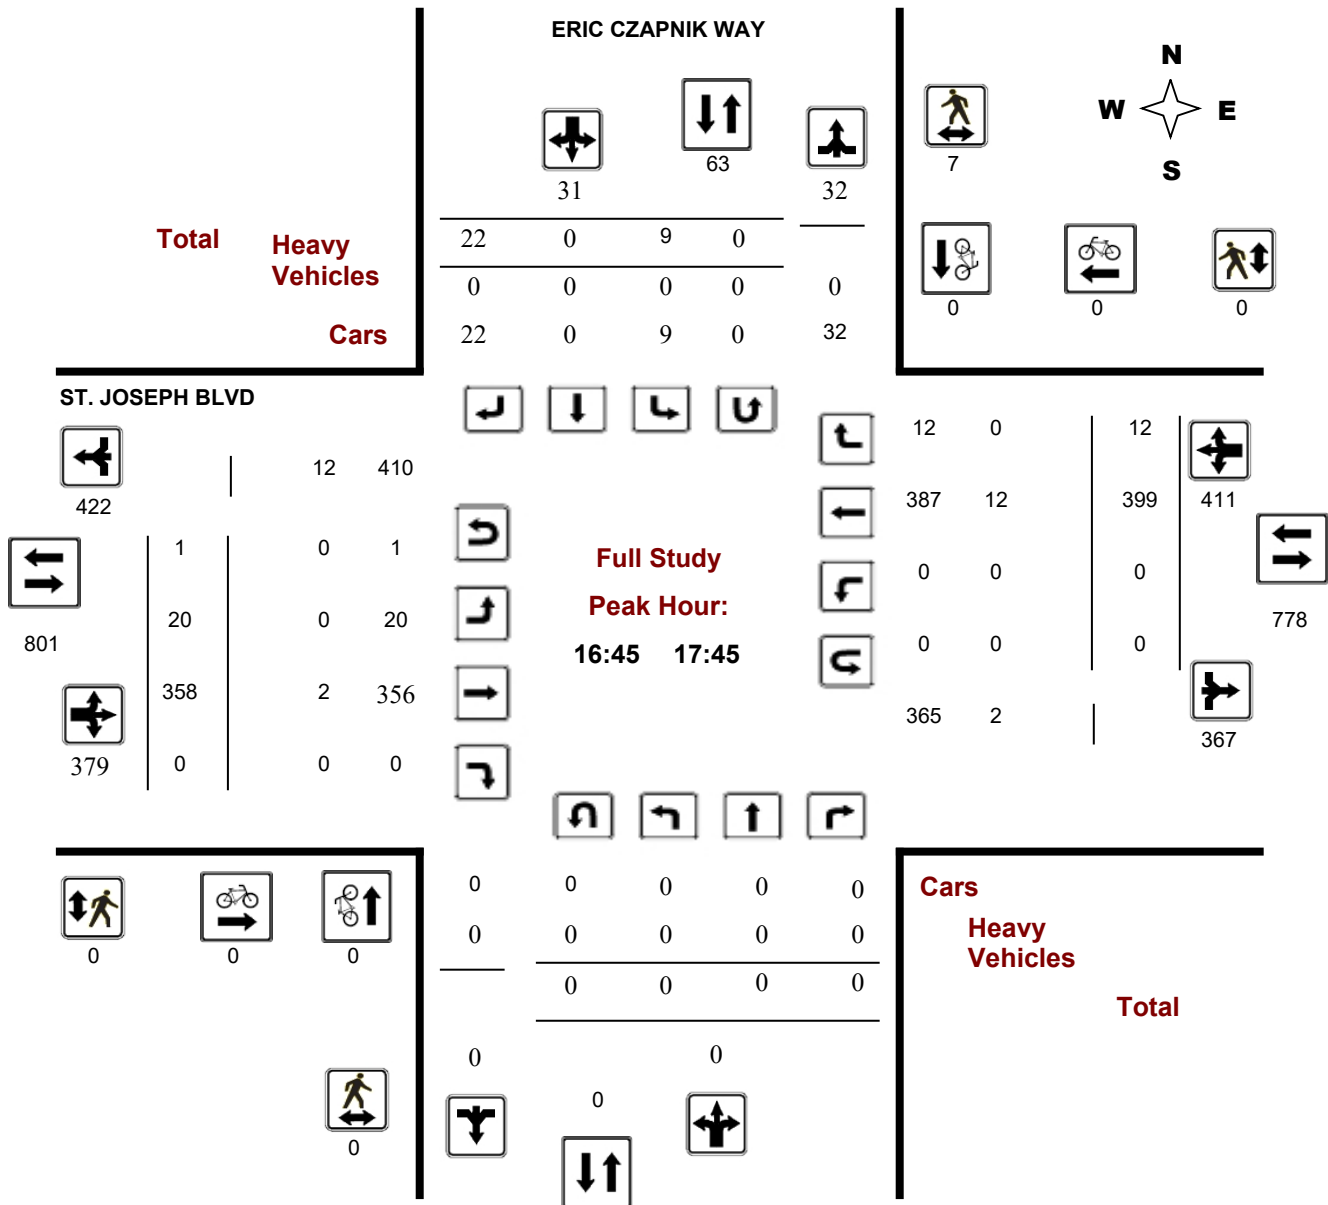 ERIC CZAPNIK WAY
N
W E
S
63
7
31
32
Total
Heavy
Vehicles
Cars
22 0 9 0
0 0 0 0 0
22 0 9 0 32
0 0 0
ST. JOSEPH BLVD
12 0 12
12 410
422
387 12 399 411
1 0 1
Full Study
0 0 0
Peak Hour:
20 0 20
778
801
16:45 17:45
0 0 0
358 2 356
365 2
367
379 0 0 0
0 0 0 0 0
Cars
0 0 0 0 0
Heavy
Vehicles
0 0 0
0 0 0 0
Total
0 0
0
0